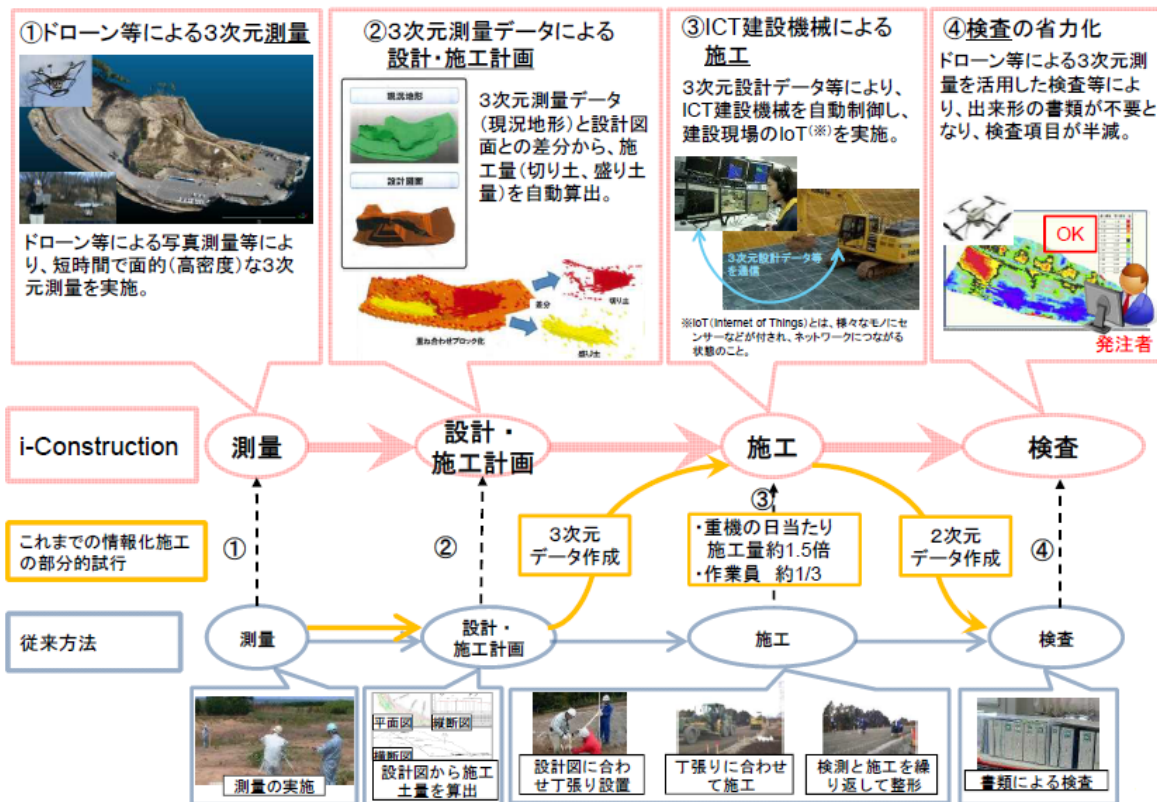 ①ドローン等による3次元測量
ドローン等による写真測量等によ
り、短時間で面的(高密度)な3次
元測量を実施。
②3次元測量データによる
設計・施工計画
現況地形
設計図面
3次元測量データ
(現況地形)と設計図
面との差分から、施
工量(切り土、盛り土
量)を自動算出。
差分
切り土
重ね合わせブロック化
盛り土
③ICT建設機械による
施工
3次元設計データ等により、
ICT建設機械を自動制御し、
建設現場のIoT(※)を実施。
3次元設計データ等
を通信
※IoT(Internet of Things)とは、様々なモノにセ
ンサーなどが付され、ネットワークにつながる
状態のこと。
④検査の省力化
ドローン等による3次元測
量を活用した検査等によ
り、出来形の書類が不要と
なり、検査項目が半減。
OK
発注者
i-Construction
測量
設計・
施工計画
施工
検査
これまでの情報化施工
の部分的試行
①
②
3次元
データ作成
③
・重機の日当たり
施工量約1.5倍
・作業員 約1/3
2次元
データ作成
④
従来方法
測量
設計・
施工計画
施工
検査
測量の実施
平面図
縦断図
横断図
設計図から施工
土量を算出
設計図に合わ
せ丁張り設置
丁張りに合わせ
て施工
検測と施工を繰
り返して整形
書類による検査